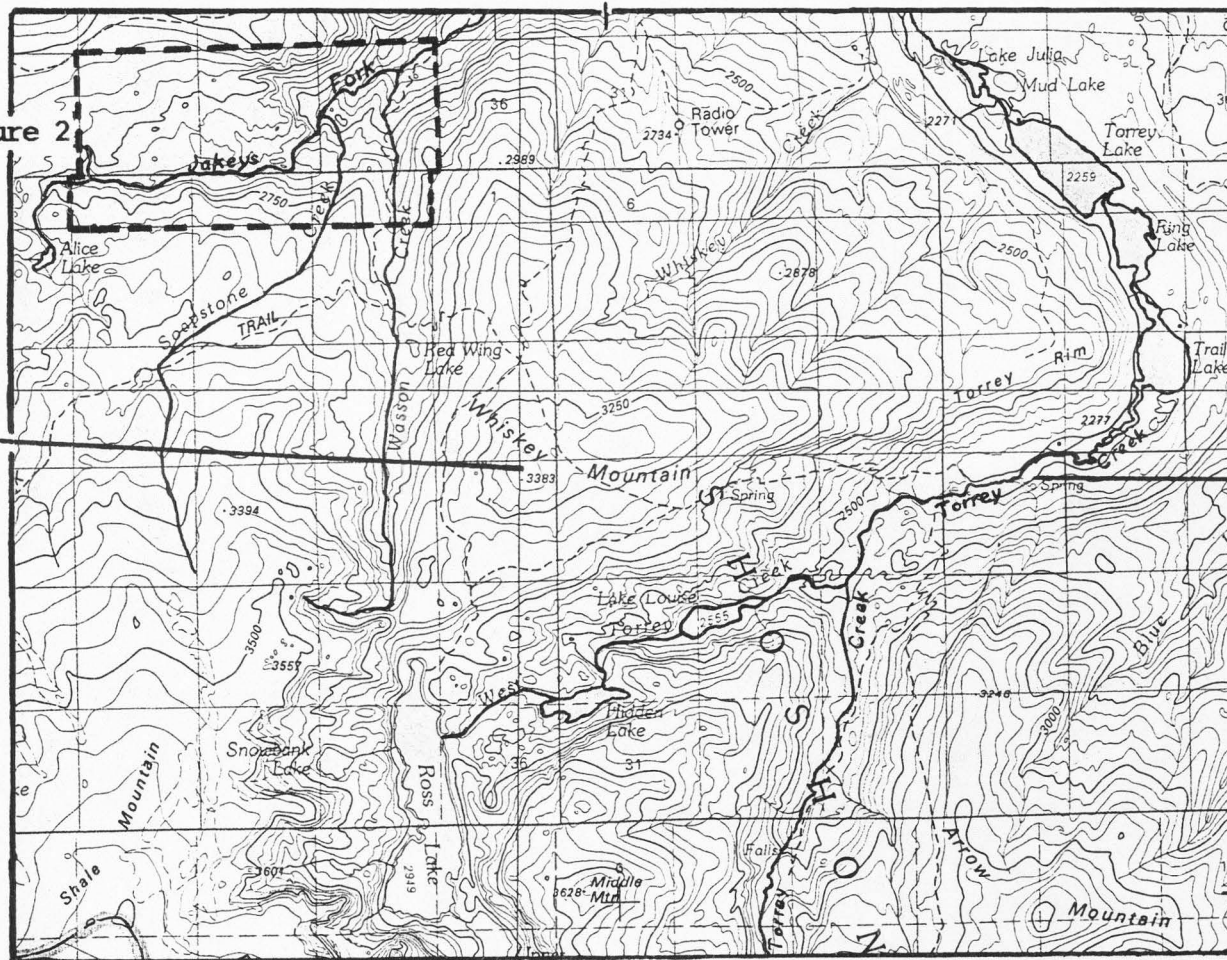 ure 2
Jakeys
Fork
Creek
Creek
2750
Alice
Lake
Soapstone
TRAIL
Red Wing
Lake
Wasson
36
2989
31
2734
Radio
Tower
2500
Creek
Whiskey
6
2878
Lake Julia
Mud Lake
2271
Torrey
Lake
2259
Ring
Lake
2500
Torrey Rim
Trail
Lake
2277
Creek
Torrey
Spring
3250
Whiskey
Mountain
3383
Spring
S
2500
3394
H
Creek
Lake Louise
2555
Torrey
O
S
H
O
N
3500
3557
West
Hidden
Lake
Snowbank
Lake
36
31
Ross
Lake
2949
Mountain
Shale
3601
3628
6
Middle
Mtn
Creek
Falls
Torrey
3246
Blue
3000
Arrow
Mountain